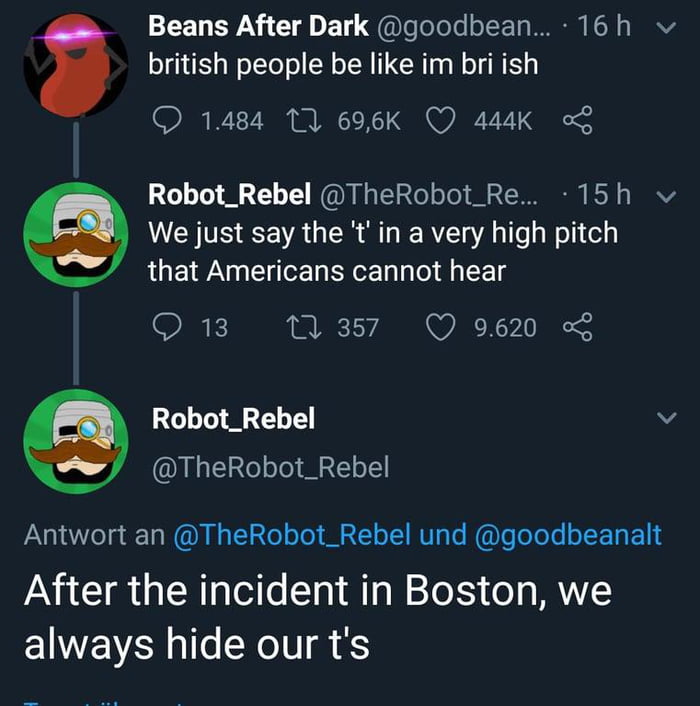 Beans After Dark @goodbean... · 16 h
british people be like im bri ish
1.484 69,6K 444K
Robot_Rebel @TheRobot_Re... · 15 h
We just say the 't' in a very high pitch
that Americans cannot hear
13 357 9.620
Robot_Rebel
@TheRobot_Rebel
Antwort an @TheRobot_Rebel und @goodbeanalt
After the incident in Boston, we
always hide our t's